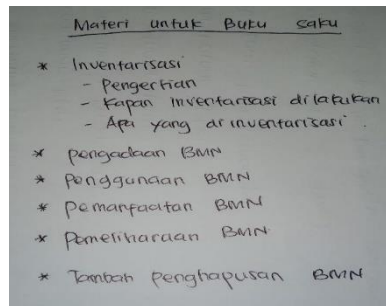 Materi untuk Buku saku
* Inventarisasi
- Pengertian
- Kapan Inventarisasi dilakukan
- Apa yang di inventarisasi.
* pengadaan BMN
* Penggunaan BMN
* Pemanfaatan BMN
* Pemeliharaan BMN
* Tambah penghapusan BMN